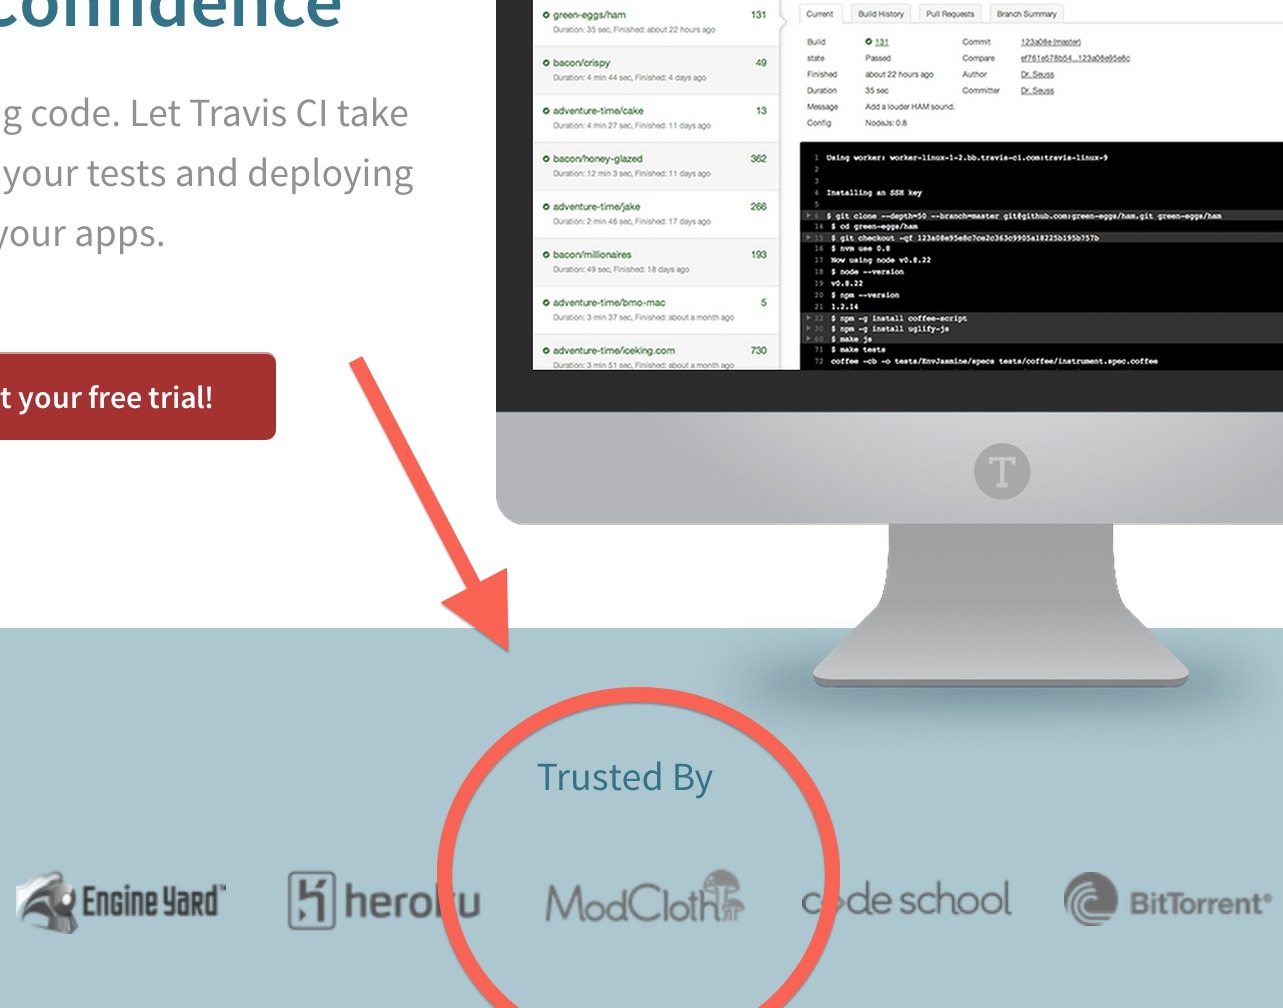 Confidence
g code. Let Travis CI take
your tests and deploying
your apps.
t your free trial!
green-eggs/ham 131
Duration: 35 sec, Finished: about 22 hours ago
bacon/crispy 49
Duration: 4 min 44 sec, Finished: 4 days ago
adventure-time/cake 13
Duration: 4 min 27 sec, Finished: 11 days ago
bacon/honey-glazed 362
Duration: 12 min 3 sec, Finished: 11 days ago
adventure-time/jake 266
Duration: 2 min 46 sec, Finished: 17 days ago
bacon/millionaires 193
Duration: 49 sec, Finished: 18 days ago
adventure-time/bmo-mac 5
Duration: 3 min 37 sec, Finished: about a month ago
adventure-time/iceking.com 730
Duration: 3 min 51 sec, Finished: about a month ago
Current Build History Pull Requests Branch Summary
Build 131 Commit 123a08e (master)
state Passed Compare ef761e578b54...123a08e95e8c
Finished about 22 hours ago Author Dr. Seuss
Duration 35 sec Committer Dr. Seuss
Message Add a louder HAM sound.
Config NodeJs: 0.8
1 Using worker: worker-linux-1-2.bb.travis-ci.com:travis-linux-9
2
3
4 Installing an SSH key
5
6 $ git clone --depth=50 --branch=master git@github.com:green-eggs/ham.git green-eggs/ham
14 $ cd green-eggs/ham
15 $ git checkout -qf 123a08e95e8c7ce2c363c9905a18225b195b757b
16 $ nvm use 0.8
17 Now using node v0.8.22
18 $ node --version
19 v0.8.22
20 $ npm --version
21 1.2.14
22 $ npm -g install coffee-script
30 $ npm -g install uglify-js
60 $ make js
71 $ make tests
72 coffee -cb -o tests/EnvJasmine/specs tests/coffee/instrument.spec.coffee
T
Trusted By
Engine Yard™ heroku ModCloth code school BitTorrent®